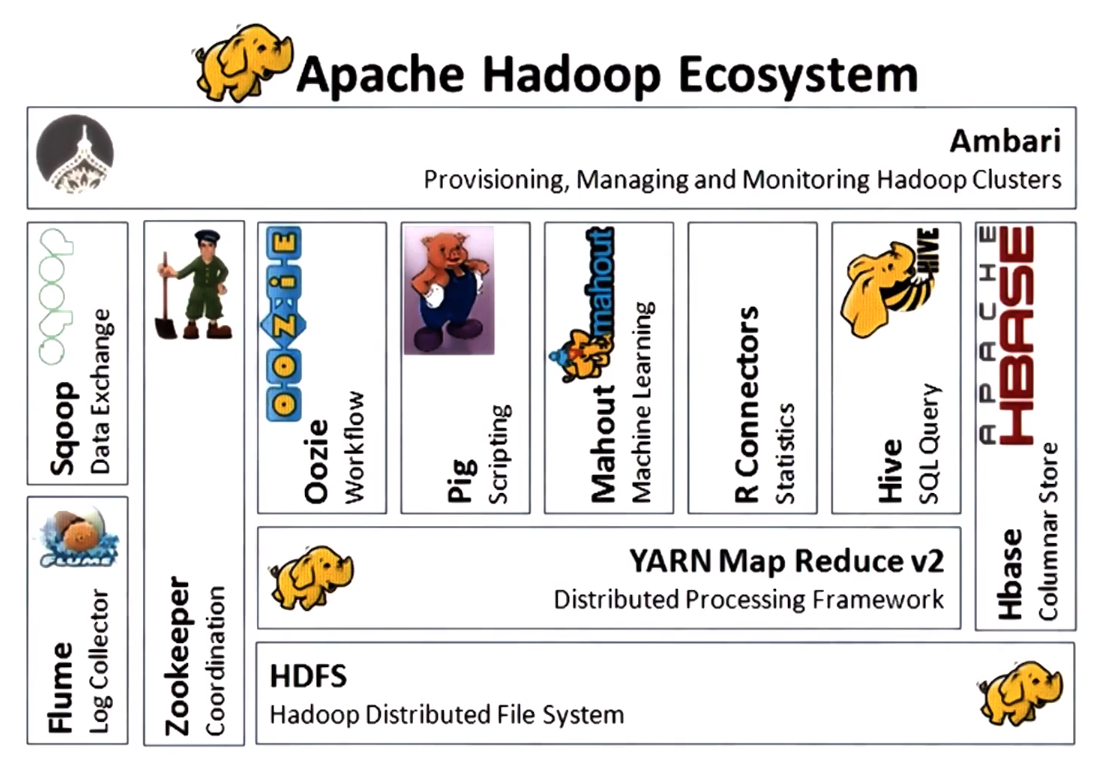 Apache Hadoop Ecosystem
Ambari
Provisioning, Managing and Monitoring Hadoop Clusters
sqoop
Sqoop
Data Exchange
FLUME
Flume
Log Collector
Zookeeper
Coordination
OOZiE
Oozie
Workflow
Pig
Scripting
mahout
Mahout
Machine Learning
R Connectors
Statistics
HIVE
Hive
SQL Query
APACHE
HBASE
Hbase
Columnar Store
YARN Map Reduce v2
Distributed Processing Framework
HDFS
Hadoop Distributed File System